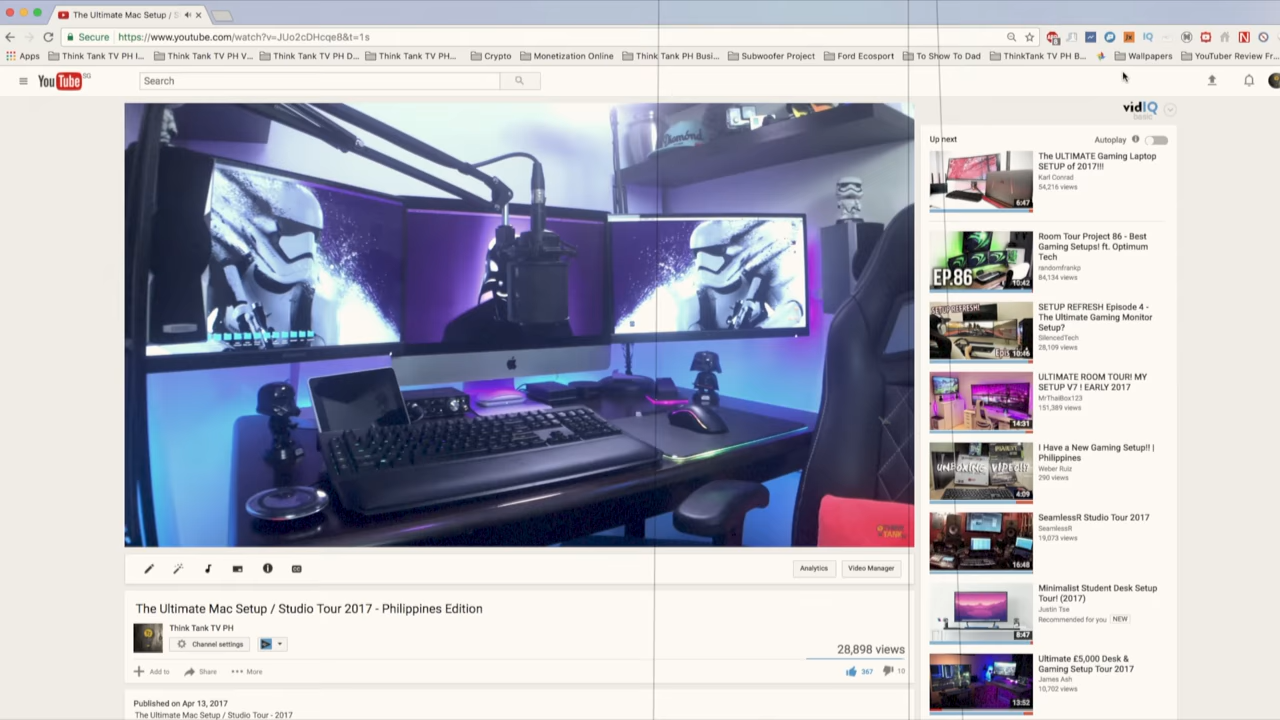 The Ultimate Mac Setup / S
Secure https://www.youtube.com/watch?v=JUo2cDHcqe8&t=1s
Apps Think Tank TV PH I... Think Tank TV PH V... Think Tank TV PH I... Think Tank TV PH... Crypto Monetization Online Think Tank PH Busi... Subwoofer Project Ford Ecosport To Show To Dad ThinkTank TV PH B... Wallpapers YouTuber Review Fr...
YouTube SG
Search
vidIQ
basic
Diamond
Up next
Autoplay
The ULTIMATE Gaming Laptop
SETUP of 2017!!!
Karl Conrad
54,216 views
6:47
Room Tour Project 86 - Best
Gaming Setups! ft. Optimum
Tech
randomfrankp
84,134 views
EP.86
10:42
SETUP REFRESH Episode 4 -
The Ultimate Gaming Monitor
Setup?
SilencedTech
28,109 views
SETUP REFRESH!
10:46
ULTIMATE ROOM TOUR! MY
SETUP V7 ! EARLY 2017
MrThaiBox123
151,389 views
14:31
I Have a New Gaming Setup!! |
Philippines
Weber Ruiz
290 views
UNBOXING VIDEO!!
4:09
SeamlessR Studio Tour 2017
SeamlessR
19,073 views
16:48
Minimalist Student Desk Setup
Tour! (2017)
Justin Tse
Recommended for you NEW
6:47
Ultimate £5,000 Desk &
Gaming Setup Tour 2017
James Ash
10,702 views
13:52
Analytics
Video Manager
The Ultimate Mac Setup / Studio Tour - 2017 - Philippines Edition
Think Tank TV PH
Channel settings
28,898 views
Add to
Share
More
367
10
Published on Apr 13, 2017
The Ultimate Mac Setup / Studio Tour - 2017